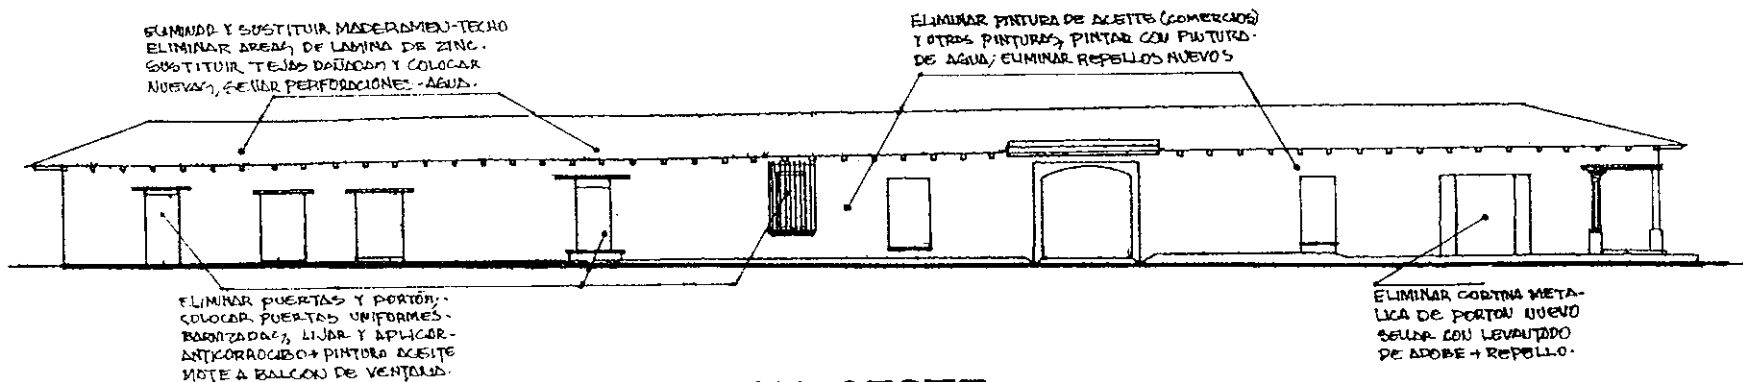 ELIMINAR Y SUSTITUIR MADERAMEN-TECHO
ELIMINAR AREAS DE LAMINA DE ZINC.
SUSTITUIR TEJAS DAÑADAS Y COLOCAR
NUEVAS, SELLAR PERFORACIONES-AGUA.
ELIMINAR PINTURA DE ACEITE (COMERCIOS)
Y OTRAS PINTURAS, PINTAR CON PINTURA-
DE AGUA; ELIMINAR REPELLOS NUEVOS
ELIMINAR PUERTAS Y PORTÓN,-
COLOCAR PUERTAS UNIFORMES-
BARNIZADAS, LIJAR Y APLICAR-
ANTICORROCIBO + PINTURA ACEITE
MATE A BALCON DE VENTANA.
ELIMINAR CORTINA META-
LICA DE PORTON NUEVO
SELLAR CON LEVANTADO
DE ADOBE + REPELLO.